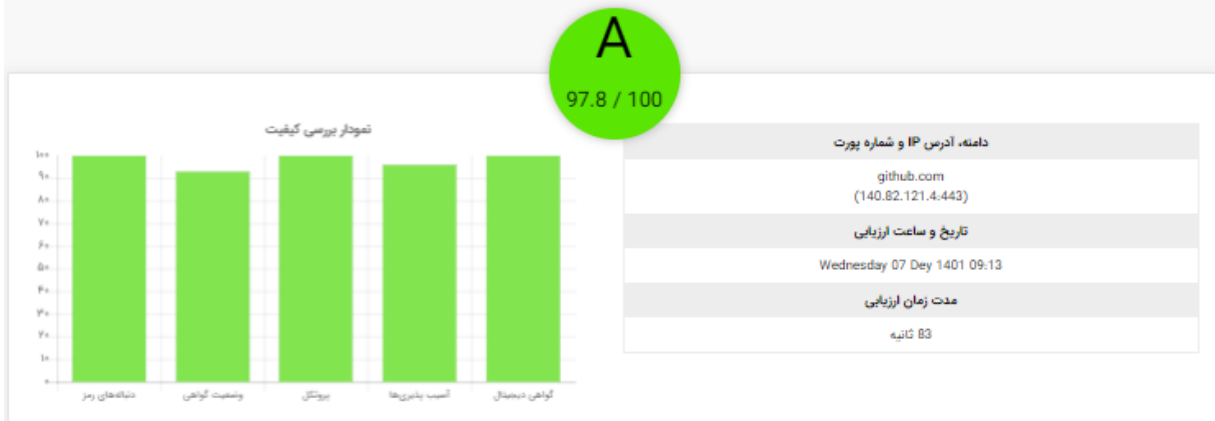 A
97.8 / 100
نمودار بررسی کیفیت
۱۰۰
۹۰
۸۰
۷۰
۶۰
۵۰
۴۰
۳۰
۲۰
۱۰
۰
دنباله‌های رمز
وضعیت گواهی
پروتکل
آسیب پذیری‌ها
گواهی دیجیتال
دامنه، آدرس IP و شماره پورت
github.com
(140.82.121.4:443)
تاریخ و ساعت ارزیابی
Wednesday 07 Dey 1401 09:13
مدت زمان ارزیابی
83 ثانیه